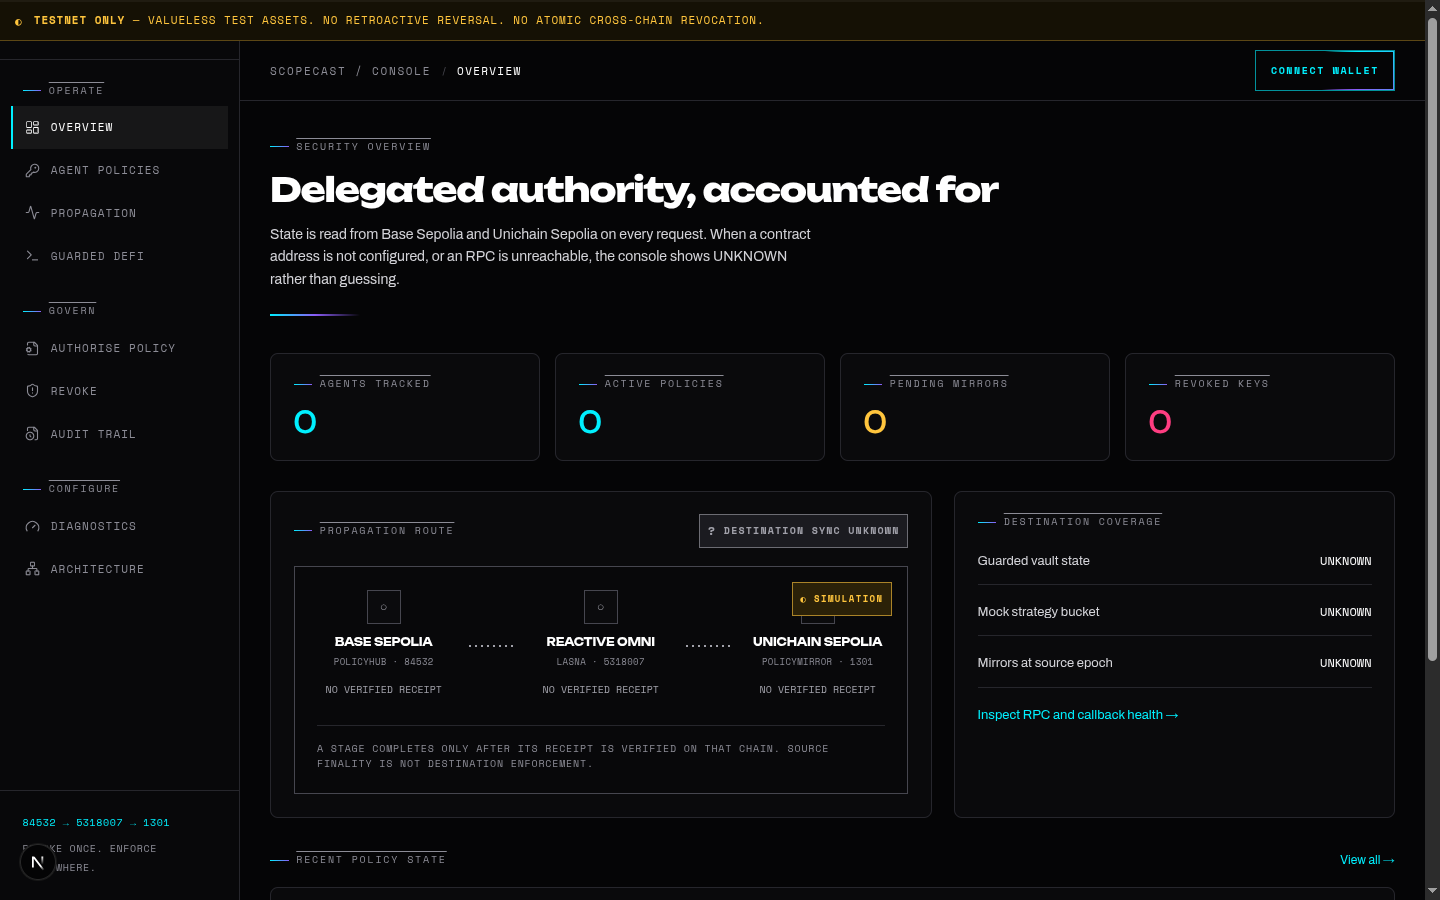 TESTNET ONLY — VALUELESS TEST ASSETS. NO RETROACTIVE REVERSAL. NO ATOMIC CROSS-CHAIN REVOCATION.
SCOPECAST / CONSOLE / OVERVIEW
CONNECT WALLET
OPERATE
OVERVIEW
AGENT POLICIES
PROPAGATION
GUARDED DEFI
GOVERN
AUTHORISE POLICY
REVOKE
AUDIT TRAIL
CONFIGURE
DIAGNOSTICS
ARCHITECTURE
84532 → 5318007 → 1301
ONCE. ENFORCE
SECURITY OVERVIEW
Delegated authority, accounted for
State is read from Base Sepolia and Unichain Sepolia on every request. When a contract
address is not configured, or an RPC is unreachable, the console shows UNKNOWN
rather than guessing.
AGENTS TRACKED
0
ACTIVE POLICIES
0
PENDING MIRRORS
0
REVOKED KEYS
0
PROPAGATION ROUTE
? DESTINATION SYNC UNKNOWN
SIMULATION
BASE SEPOLIA
POLICYHUB · 84532
NO VERIFIED RECEIPT
REACTIVE OMNI
LASNA · 5318007
NO VERIFIED RECEIPT
UNICHAIN SEPOLIA
POLICYMIRROR · 1301
NO VERIFIED RECEIPT
A STAGE COMPLETES ONLY AFTER ITS RECEIPT IS VERIFIED ON THAT CHAIN. SOURCE
FINALITY IS NOT DESTINATION ENFORCEMENT.
DESTINATION COVERAGE
Guarded vault state UNKNOWN
Mock strategy bucket UNKNOWN
Mirrors at source epoch UNKNOWN
Inspect RPC and callback health →
RECENT POLICY STATE
View all →